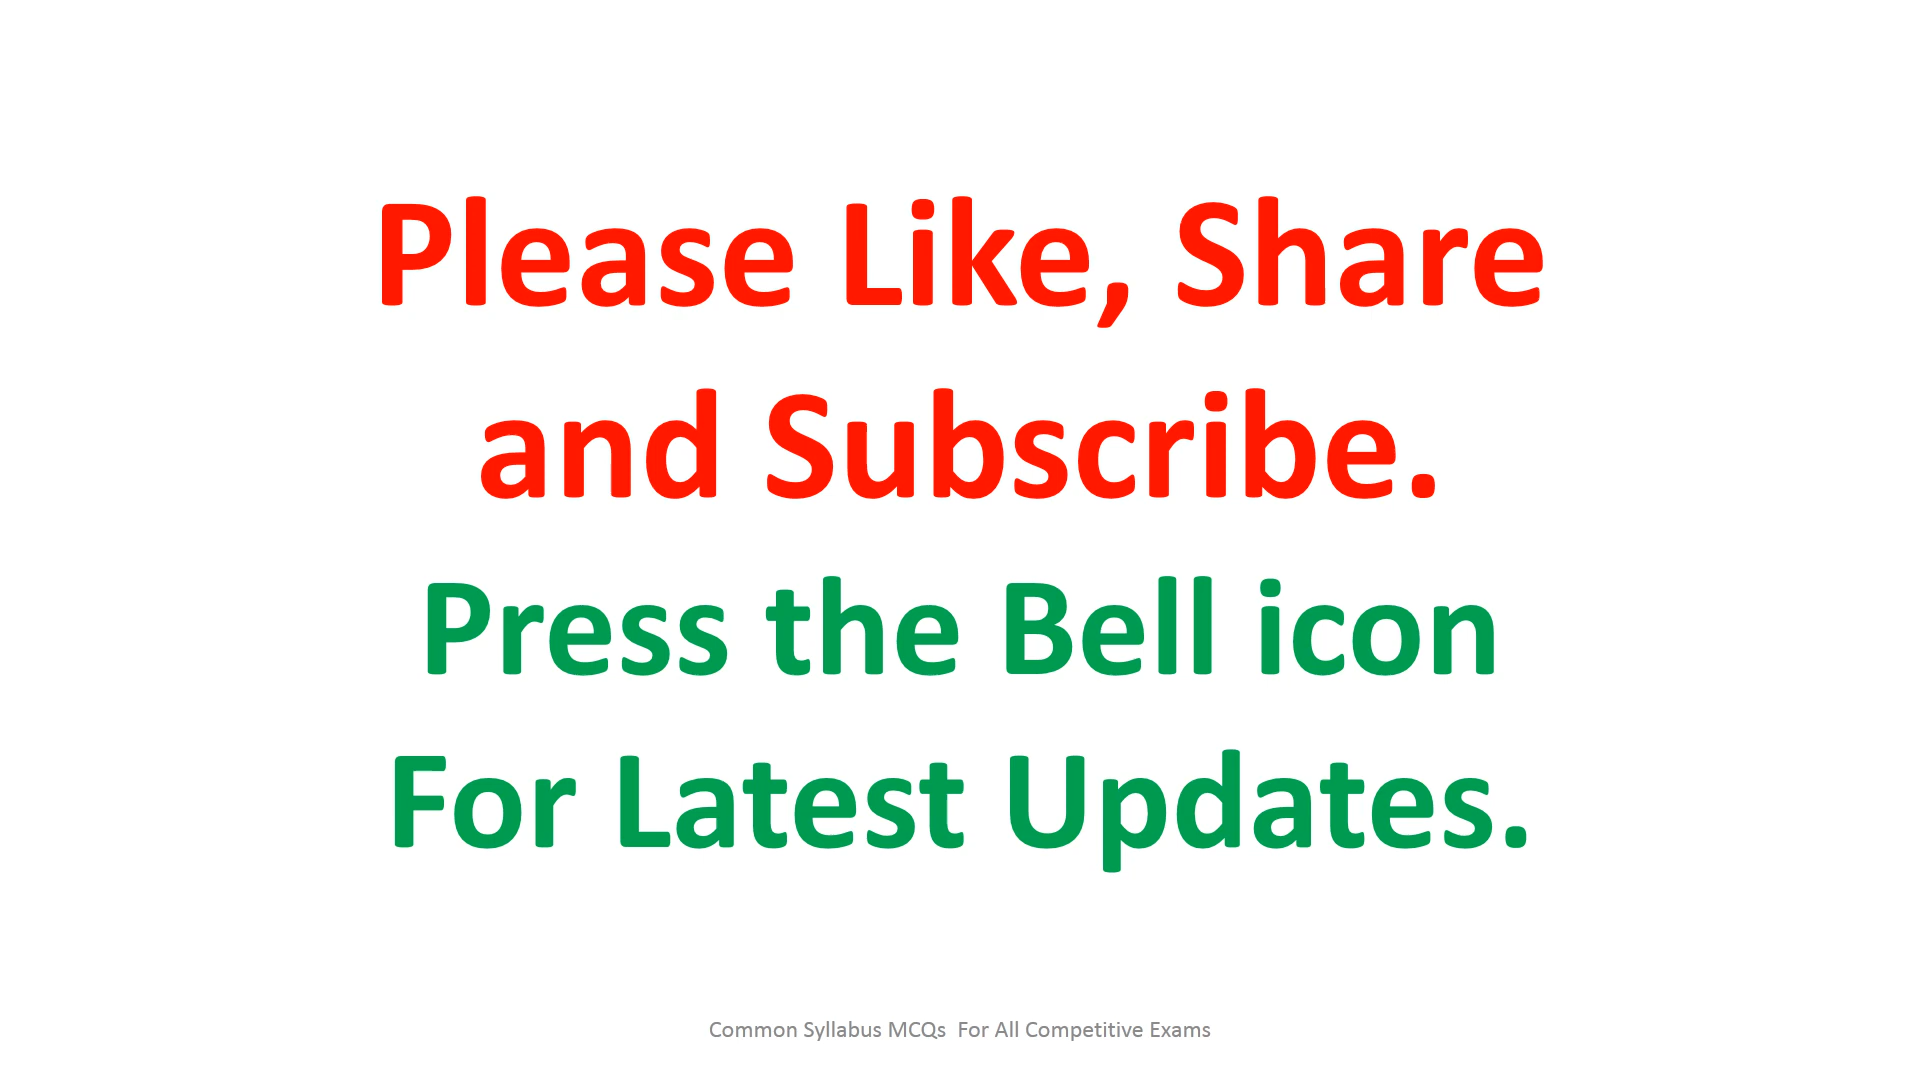 Please Like, Share
and Subscribe.
Press the Bell icon
For Latest Updates.
Common Syllabus MCQs  For All Competitive Exams